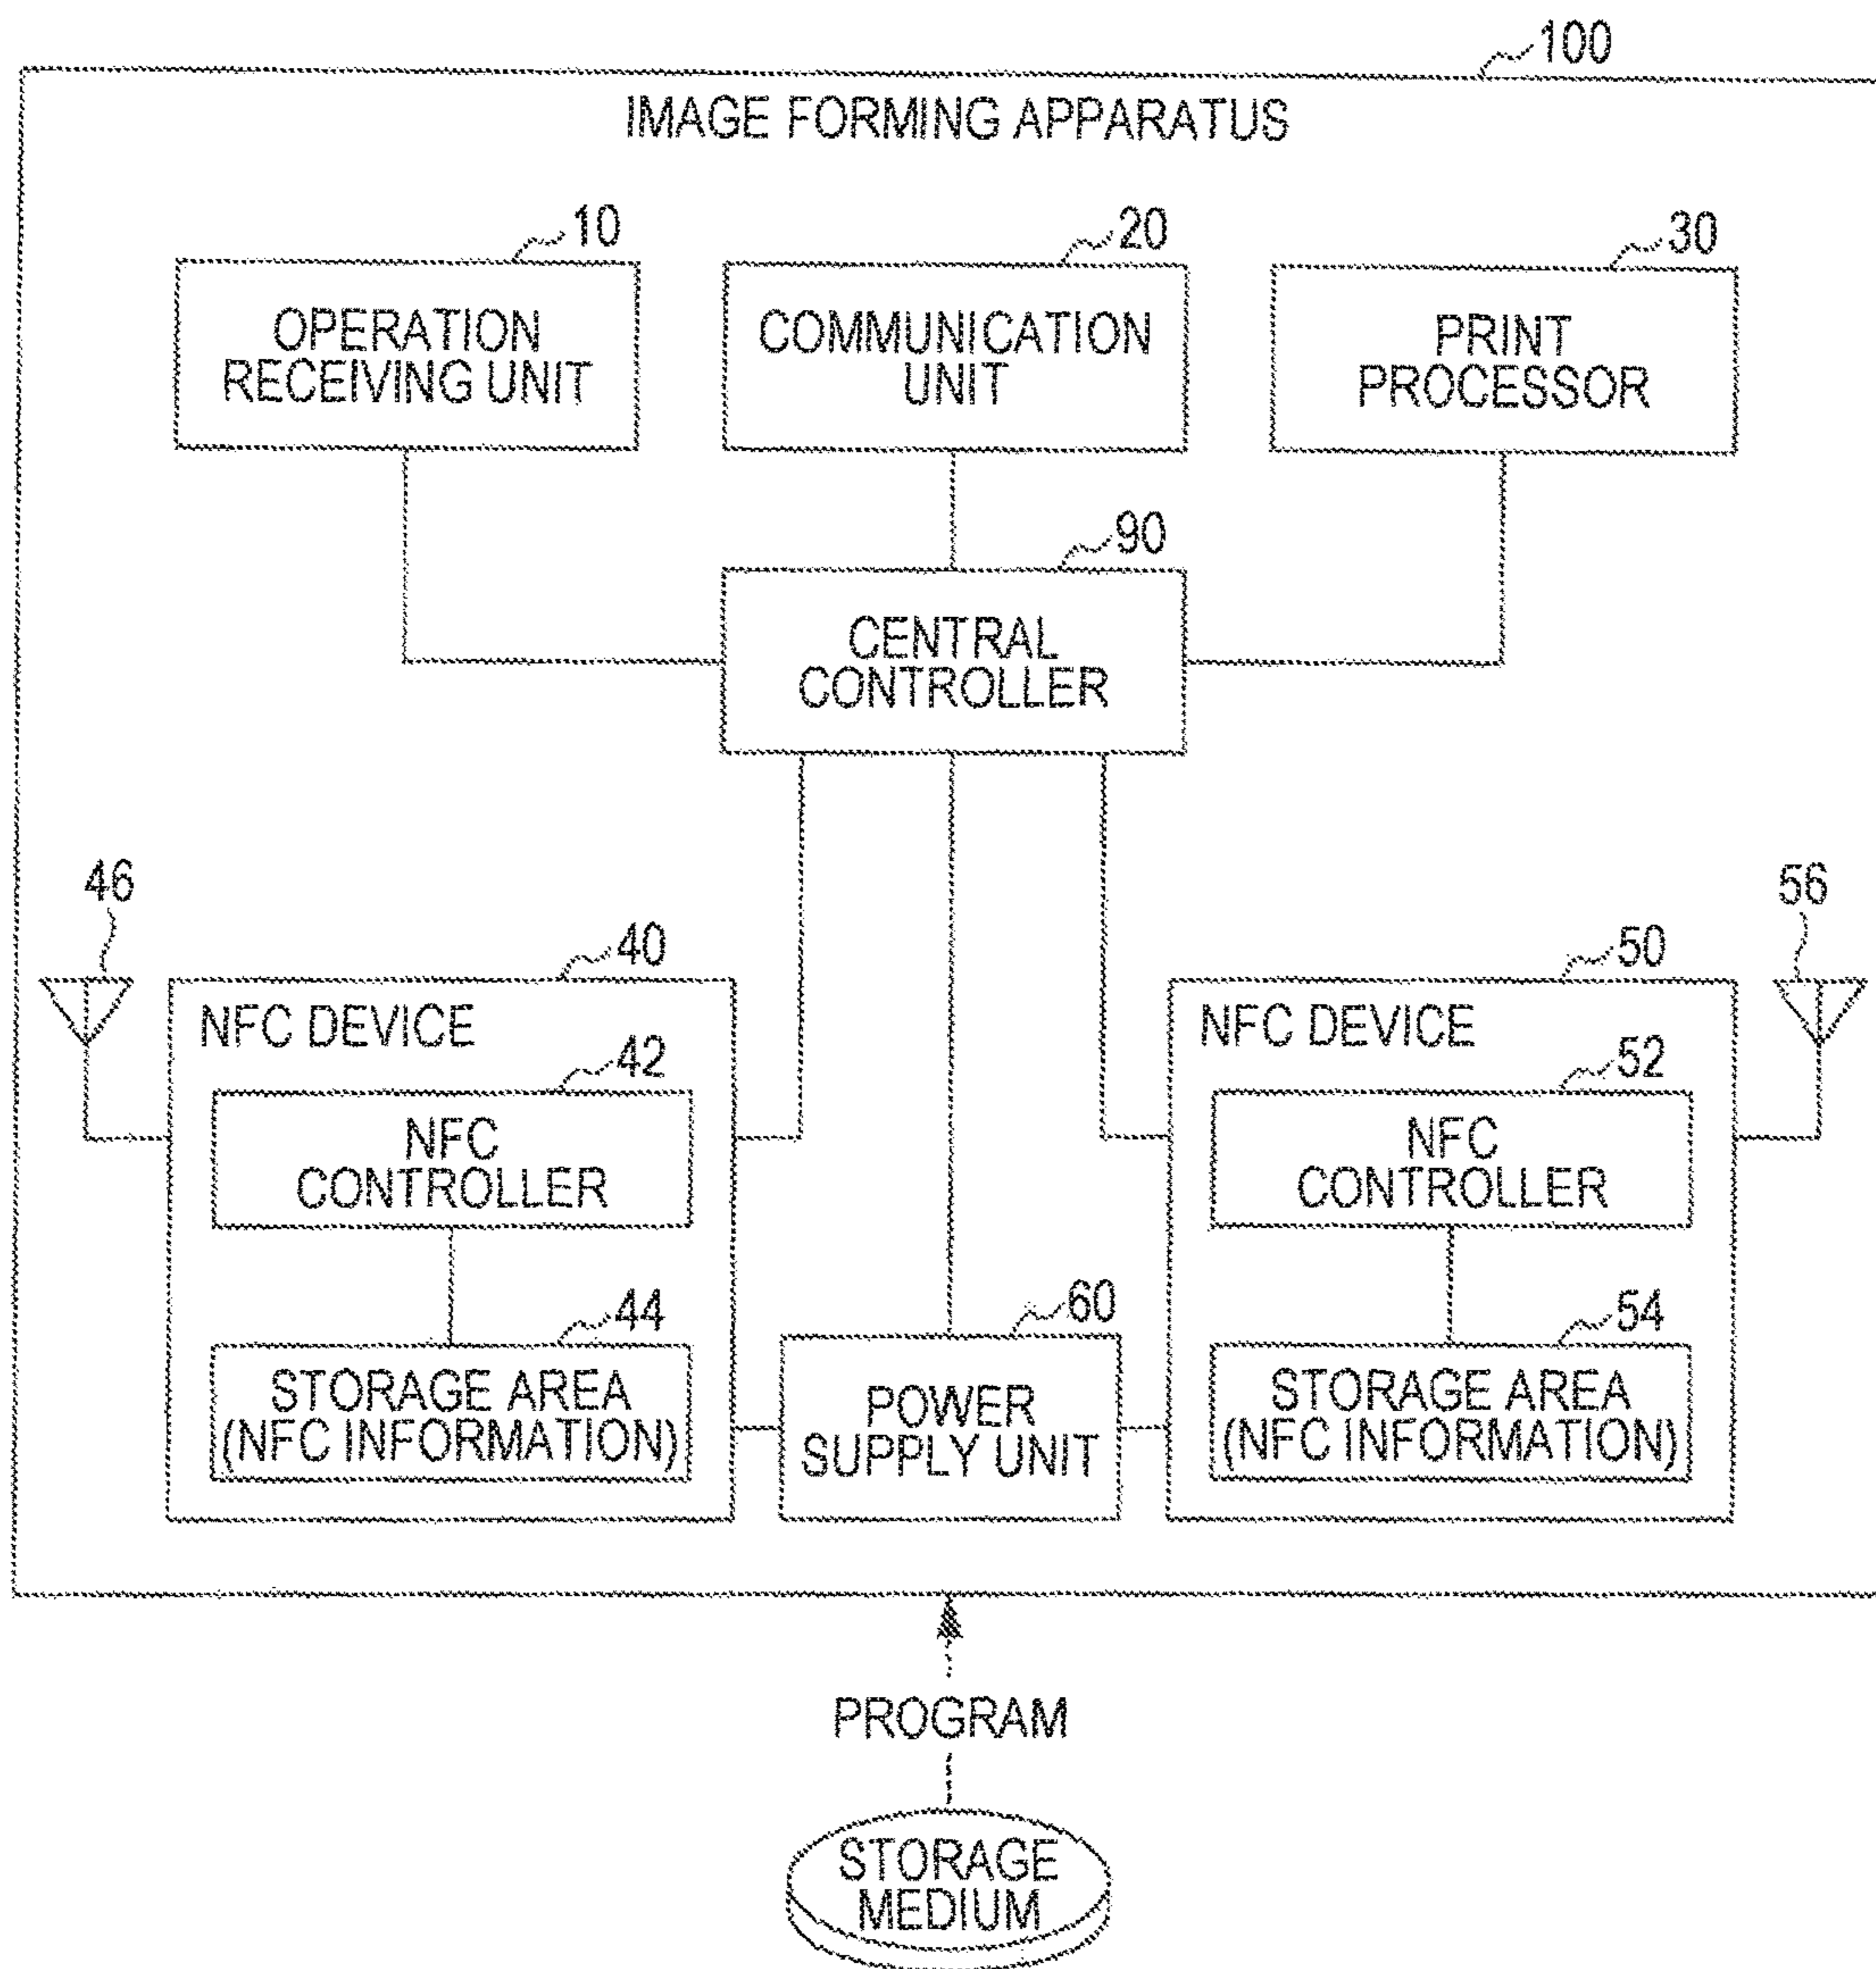 100
IMAGE FORMING APPARATUS
10
20
30
OPERATION
RECEIVING UNIT
COMMUNICATION
UNIT
PRINT
PROCESSOR
90
CENTRAL
CONTROLLER
46
56
40
50
NFC DEVICE
NFC DEVICE
42
52
NFC
CONTROLLER
NFC
CONTROLLER
44
60
54
STORAGE AREA
(NFC INFORMATION)
POWER
SUPPLY UNIT
STORAGE AREA
(NFC INFORMATION)
PROGRAM
STORAGE
MEDIUM